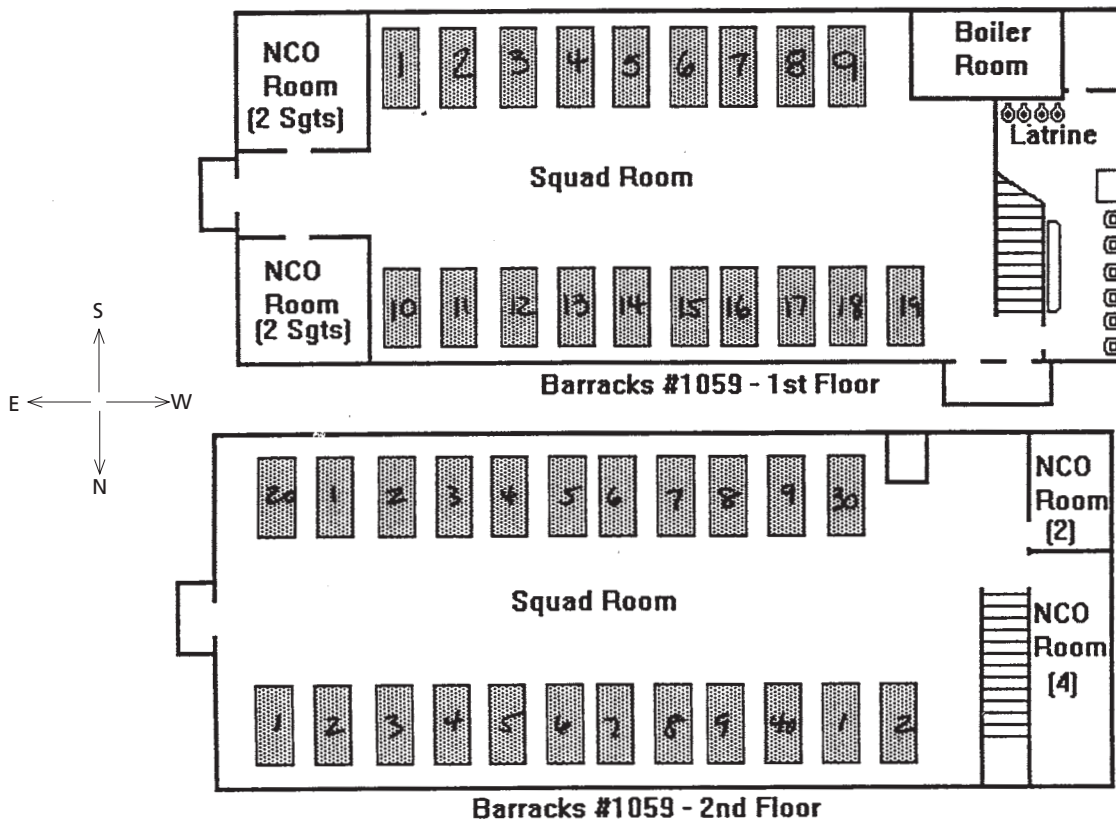 NCO
Room
(2 Sgts)
1 2 3 4 5 6 7 8 9
Boiler
Room
Latrine
Squad Room
NCO
Room
(2 Sgts)
10 11 12 13 14 15 16 17 18 19
Barracks #1059 - 1st Floor
S
E W
N
20 1 2 3 4 5 6 7 8 9 30
NCO
Room
(2)
Squad Room
NCO
Room
(4)
1 2 3 4 5 6 7 8 9 40 1 2
Barracks #1059 - 2nd Floor